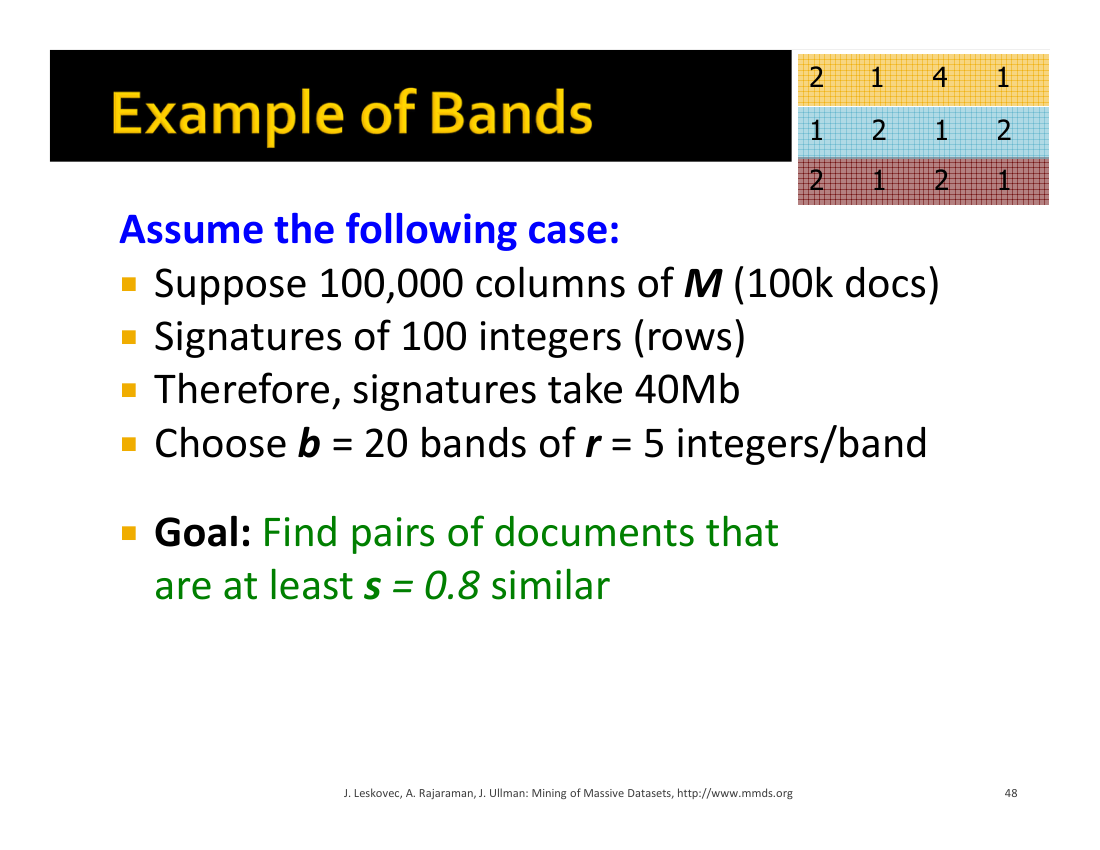 Example of Bands
2 1 4 1
1 2 1 2
2 1 2 1
Assume the following case:
Suppose 100,000 columns of M (100k docs)
Signatures of 100 integers (rows)
Therefore, signatures take 40Mb
Choose b = 20 bands of r = 5 integers/band
Goal: Find pairs of documents that
are at least s = 0.8 similar
J. Leskovec, A. Rajaraman, J. Ullman: Mining of Massive Datasets, http://www.mmds.org
48